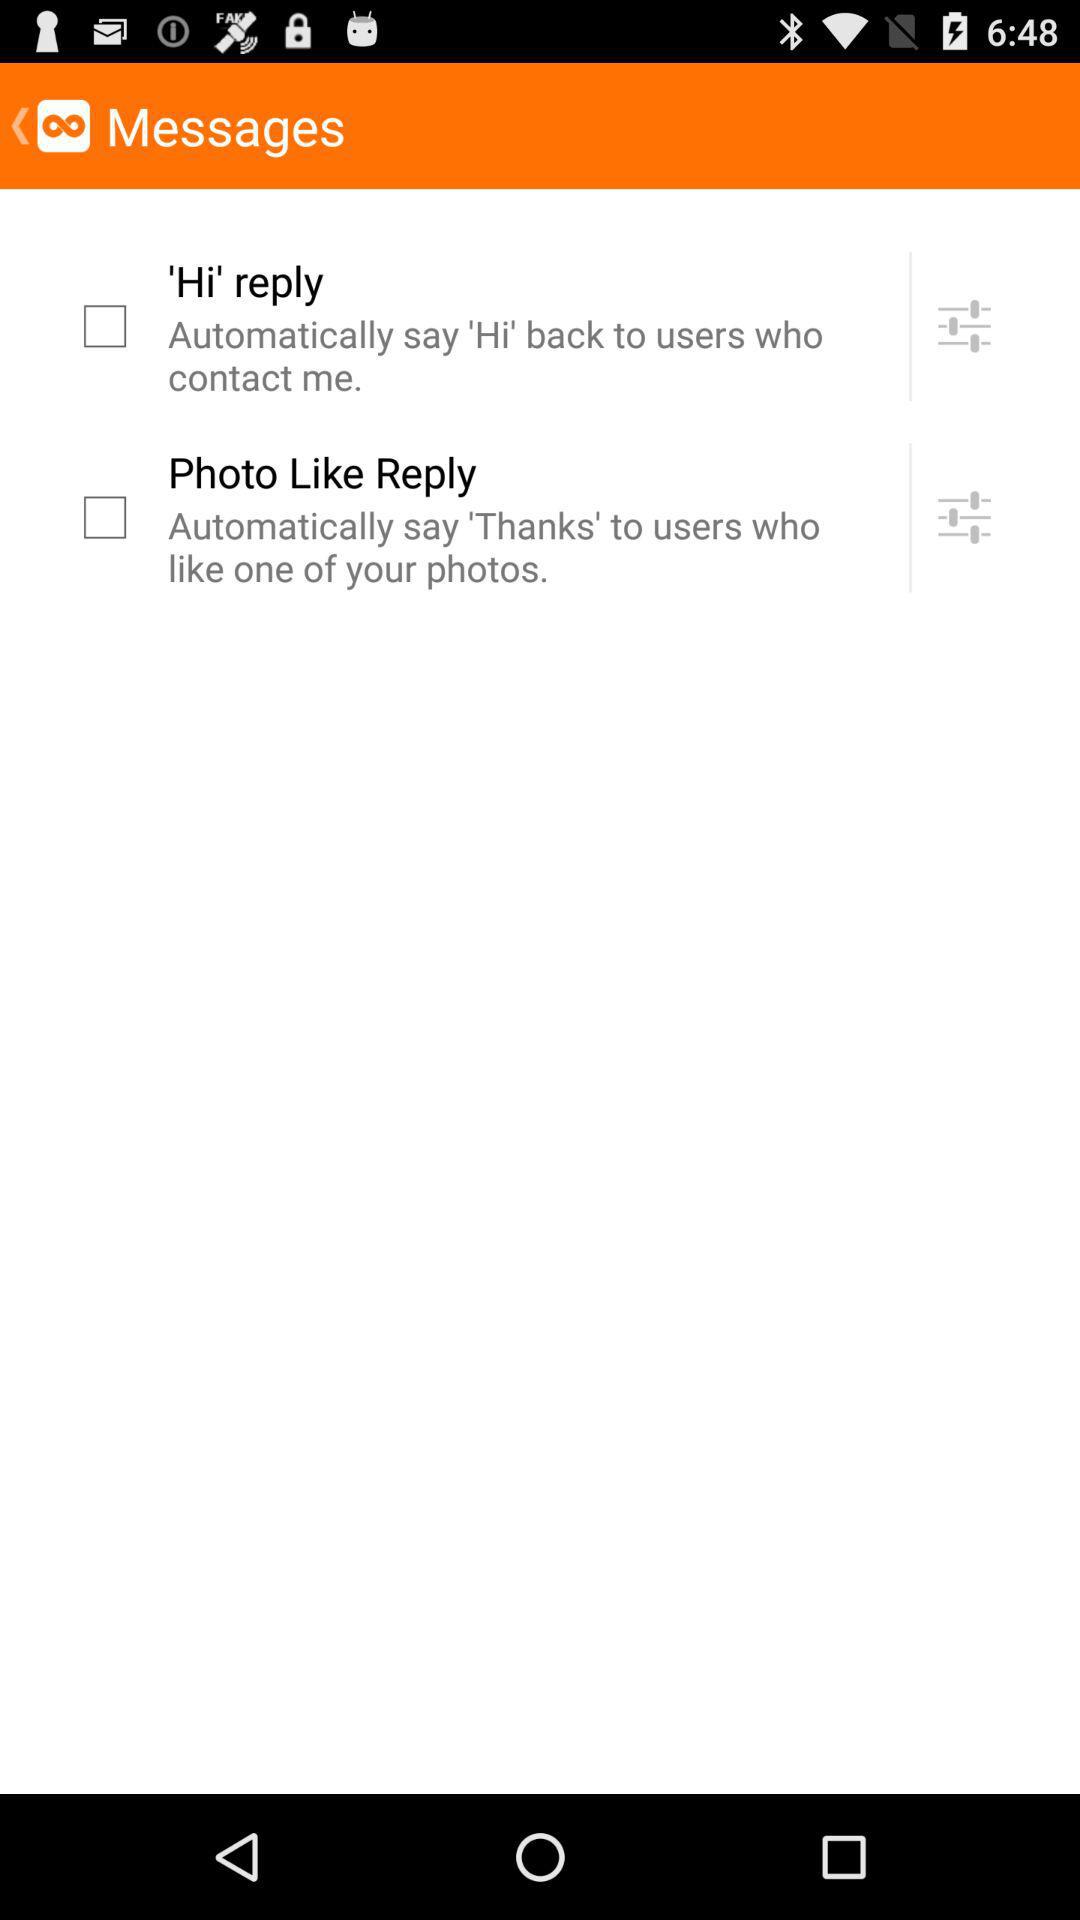 FAKE
6:48
Messages
'Hi' reply
Automatically say 'Hi' back to users who
contact me.
Photo Like Reply
Automatically say 'Thanks' to users who
like one of your photos.